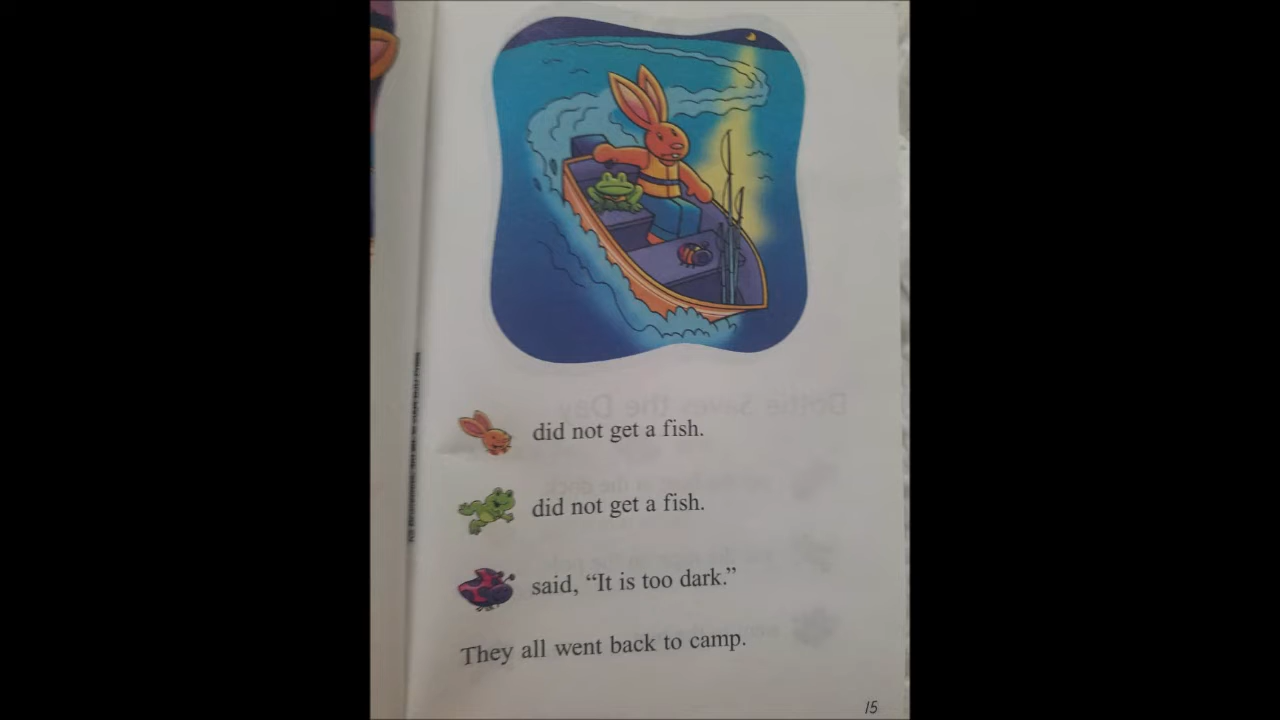 did not get a fish.
did not get a fish.
said, “It is too dark.”
They all went back to camp.
15